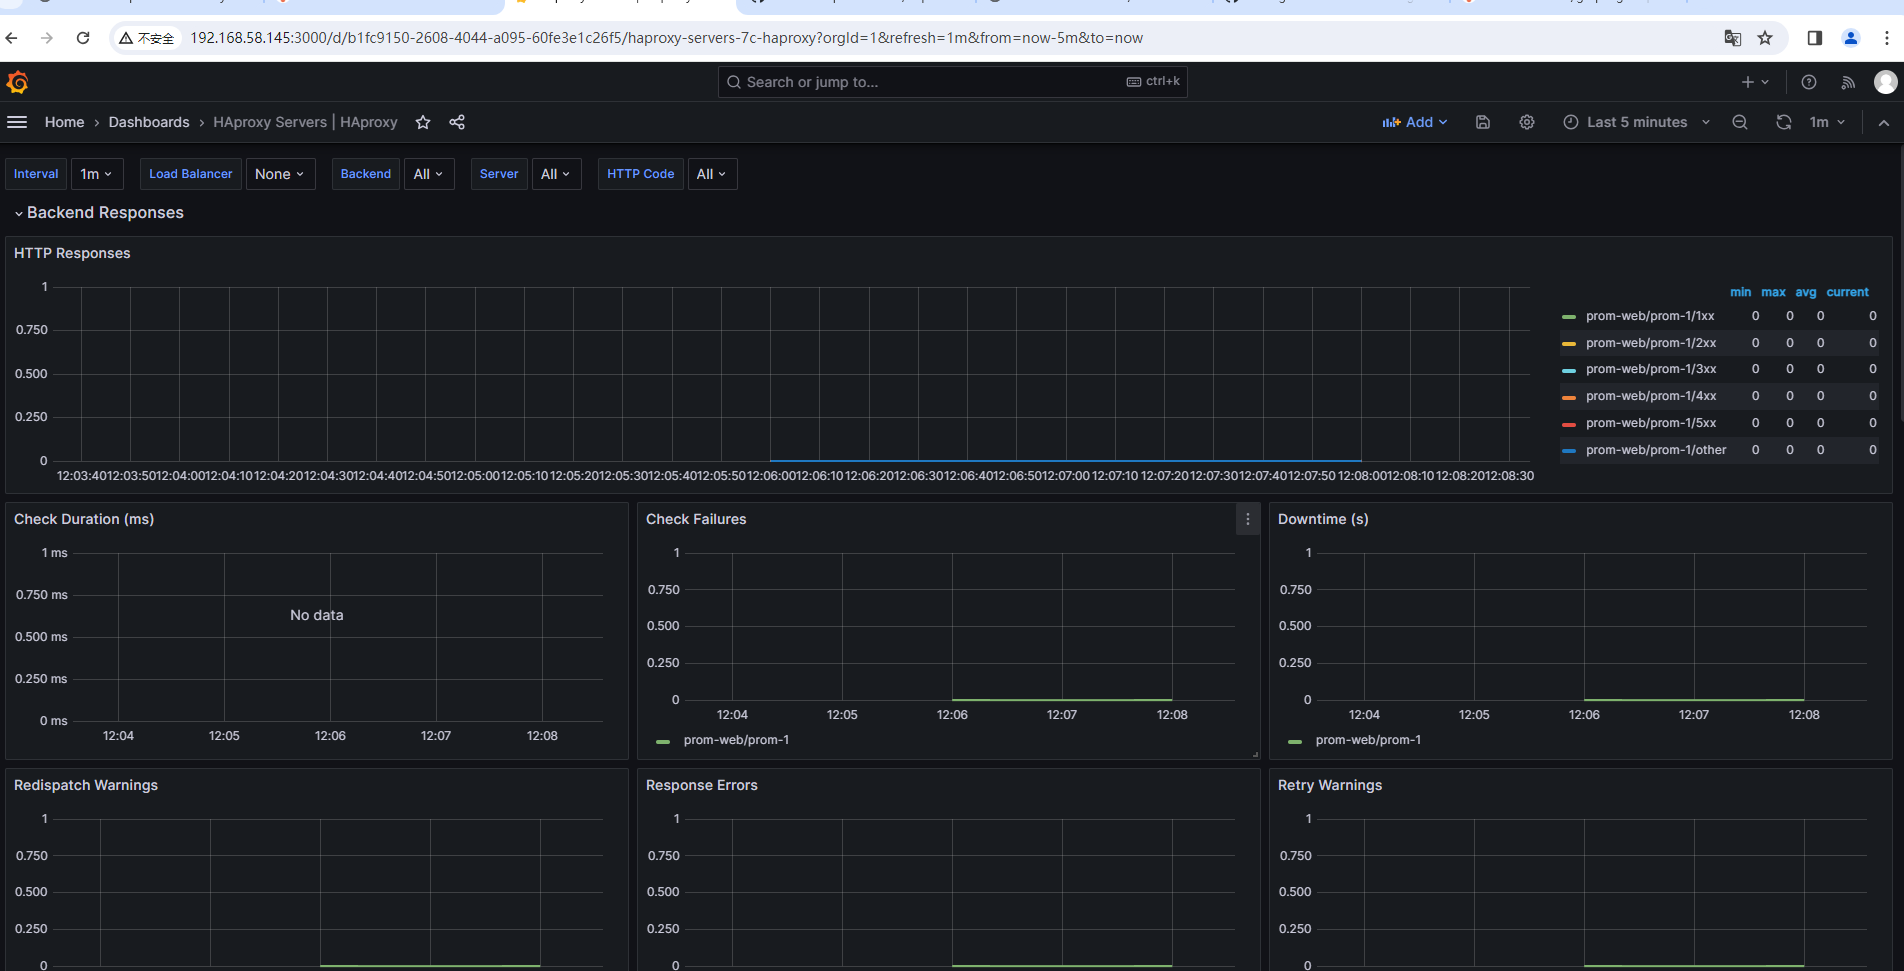 不安全 192.168.58.145:3000/d/b1fc9150-2608-4044-a095-60fe3e1c26f5/haproxy-servers-7c-haproxy?orgId=1&refresh=1m&from=now-5m&to=now
Search or jump to... ctrl+k
Home › Dashboards › HAproxy Servers | HAproxy Add Last 5 minutes 1m
Interval 1m Load Balancer None Backend All Server All HTTP Code All
Backend Responses
HTTP Responses
1
0.750
0.500
0.250
0
12:03:40 12:03:50 12:04:00 12:04:10 12:04:20 12:04:30 12:04:40 12:04:50 12:05:00 12:05:10 12:05:20 12:05:30 12:05:40 12:05:50 12:06:00 12:06:10 12:06:20 12:06:30 12:06:40 12:06:50 12:07:00 12:07:10 12:07:20 12:07:30 12:07:40 12:07:50 12:08:00 12:08:10 12:08:20 12:08:30
min max avg current
prom-web/prom-1/1xx 0 0 0 0
prom-web/prom-1/2xx 0 0 0 0
prom-web/prom-1/3xx 0 0 0 0
prom-web/prom-1/4xx 0 0 0 0
prom-web/prom-1/5xx 0 0 0 0
prom-web/prom-1/other 0 0 0 0
Check Duration (ms)
1 ms
0.750 ms
0.500 ms
0.250 ms
0 ms
No data
12:04 12:05 12:06 12:07 12:08
Check Failures
1
0.750
0.500
0.250
0
12:04 12:05 12:06 12:07 12:08
prom-web/prom-1
Downtime (s)
1
0.750
0.500
0.250
0
12:04 12:05 12:06 12:07 12:08
prom-web/prom-1
Redispatch Warnings
1
0.750
0.500
0.250
0
Response Errors
1
0.750
0.500
0.250
0
Retry Warnings
1
0.750
0.500
0.250
0